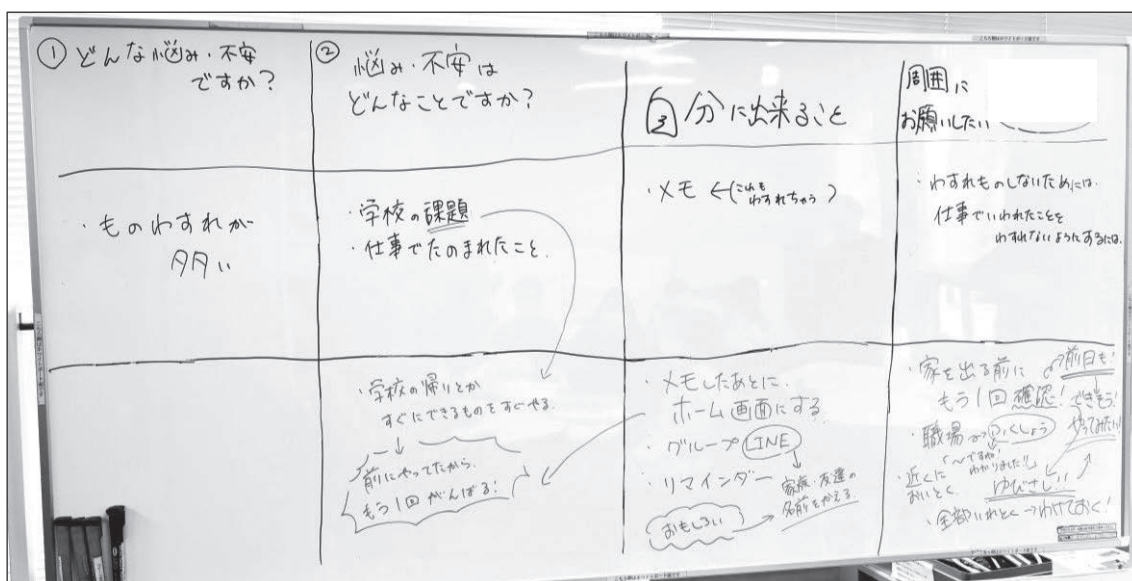 ① どんな悩み・不安
ですか?
② 悩み・不安は
どんなことですか?
③ 自分に出来ること
周囲に
お願いしたい
・ものわすれが
多い
・学校の課題
・仕事でたのまれたこと.
・メモ ←(これも
わすれちゃう)
・わすれものしないためには.
仕事でいわれたことを
わすれないようにするには.
・学校の帰りとか
すぐにできるものをすぐやる.
前にやってたから.
もう1回がんばる!
・メモしたあとに.
ホーム画面にする.
・グループLINE
・リマインダー
家族・友達の
名前をかえる.
おもしろい
・家を出る前に
もう1回確認!
前日も!
できそう!
やってみたい!
・職場 ふくしょう
「〜ですか?
わかりました!!」
・近くに
おいとく.
ゆびさし
・全部いれとく→わけておく!